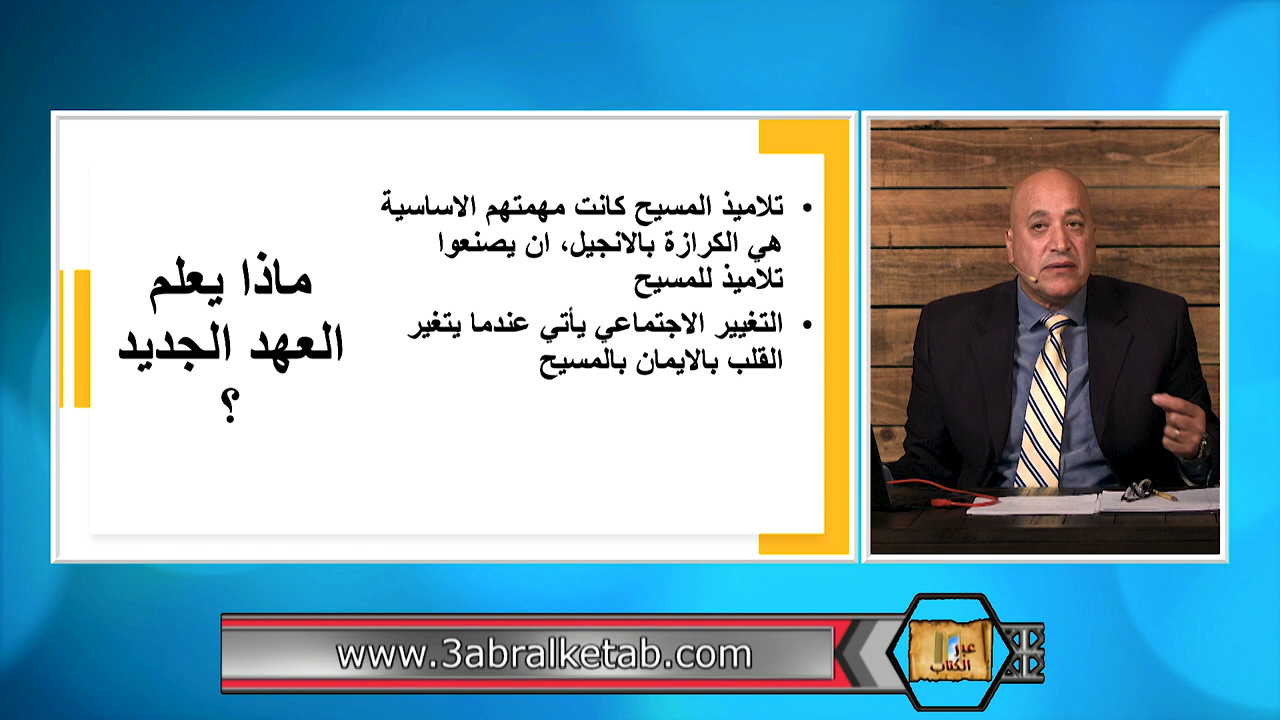 ماذا يعلم
العهد الجديد
؟
• تلاميذ المسيح كانت مهمتهم الاساسية
هي الكرازة بالانجيل، ان يصنعوا
تلاميذ للمسيح
• التغيير الاجتماعي يأتي عندما يتغير
القلب بالايمان بالمسيح
www.3abralketab.com
عبر
الكتاب